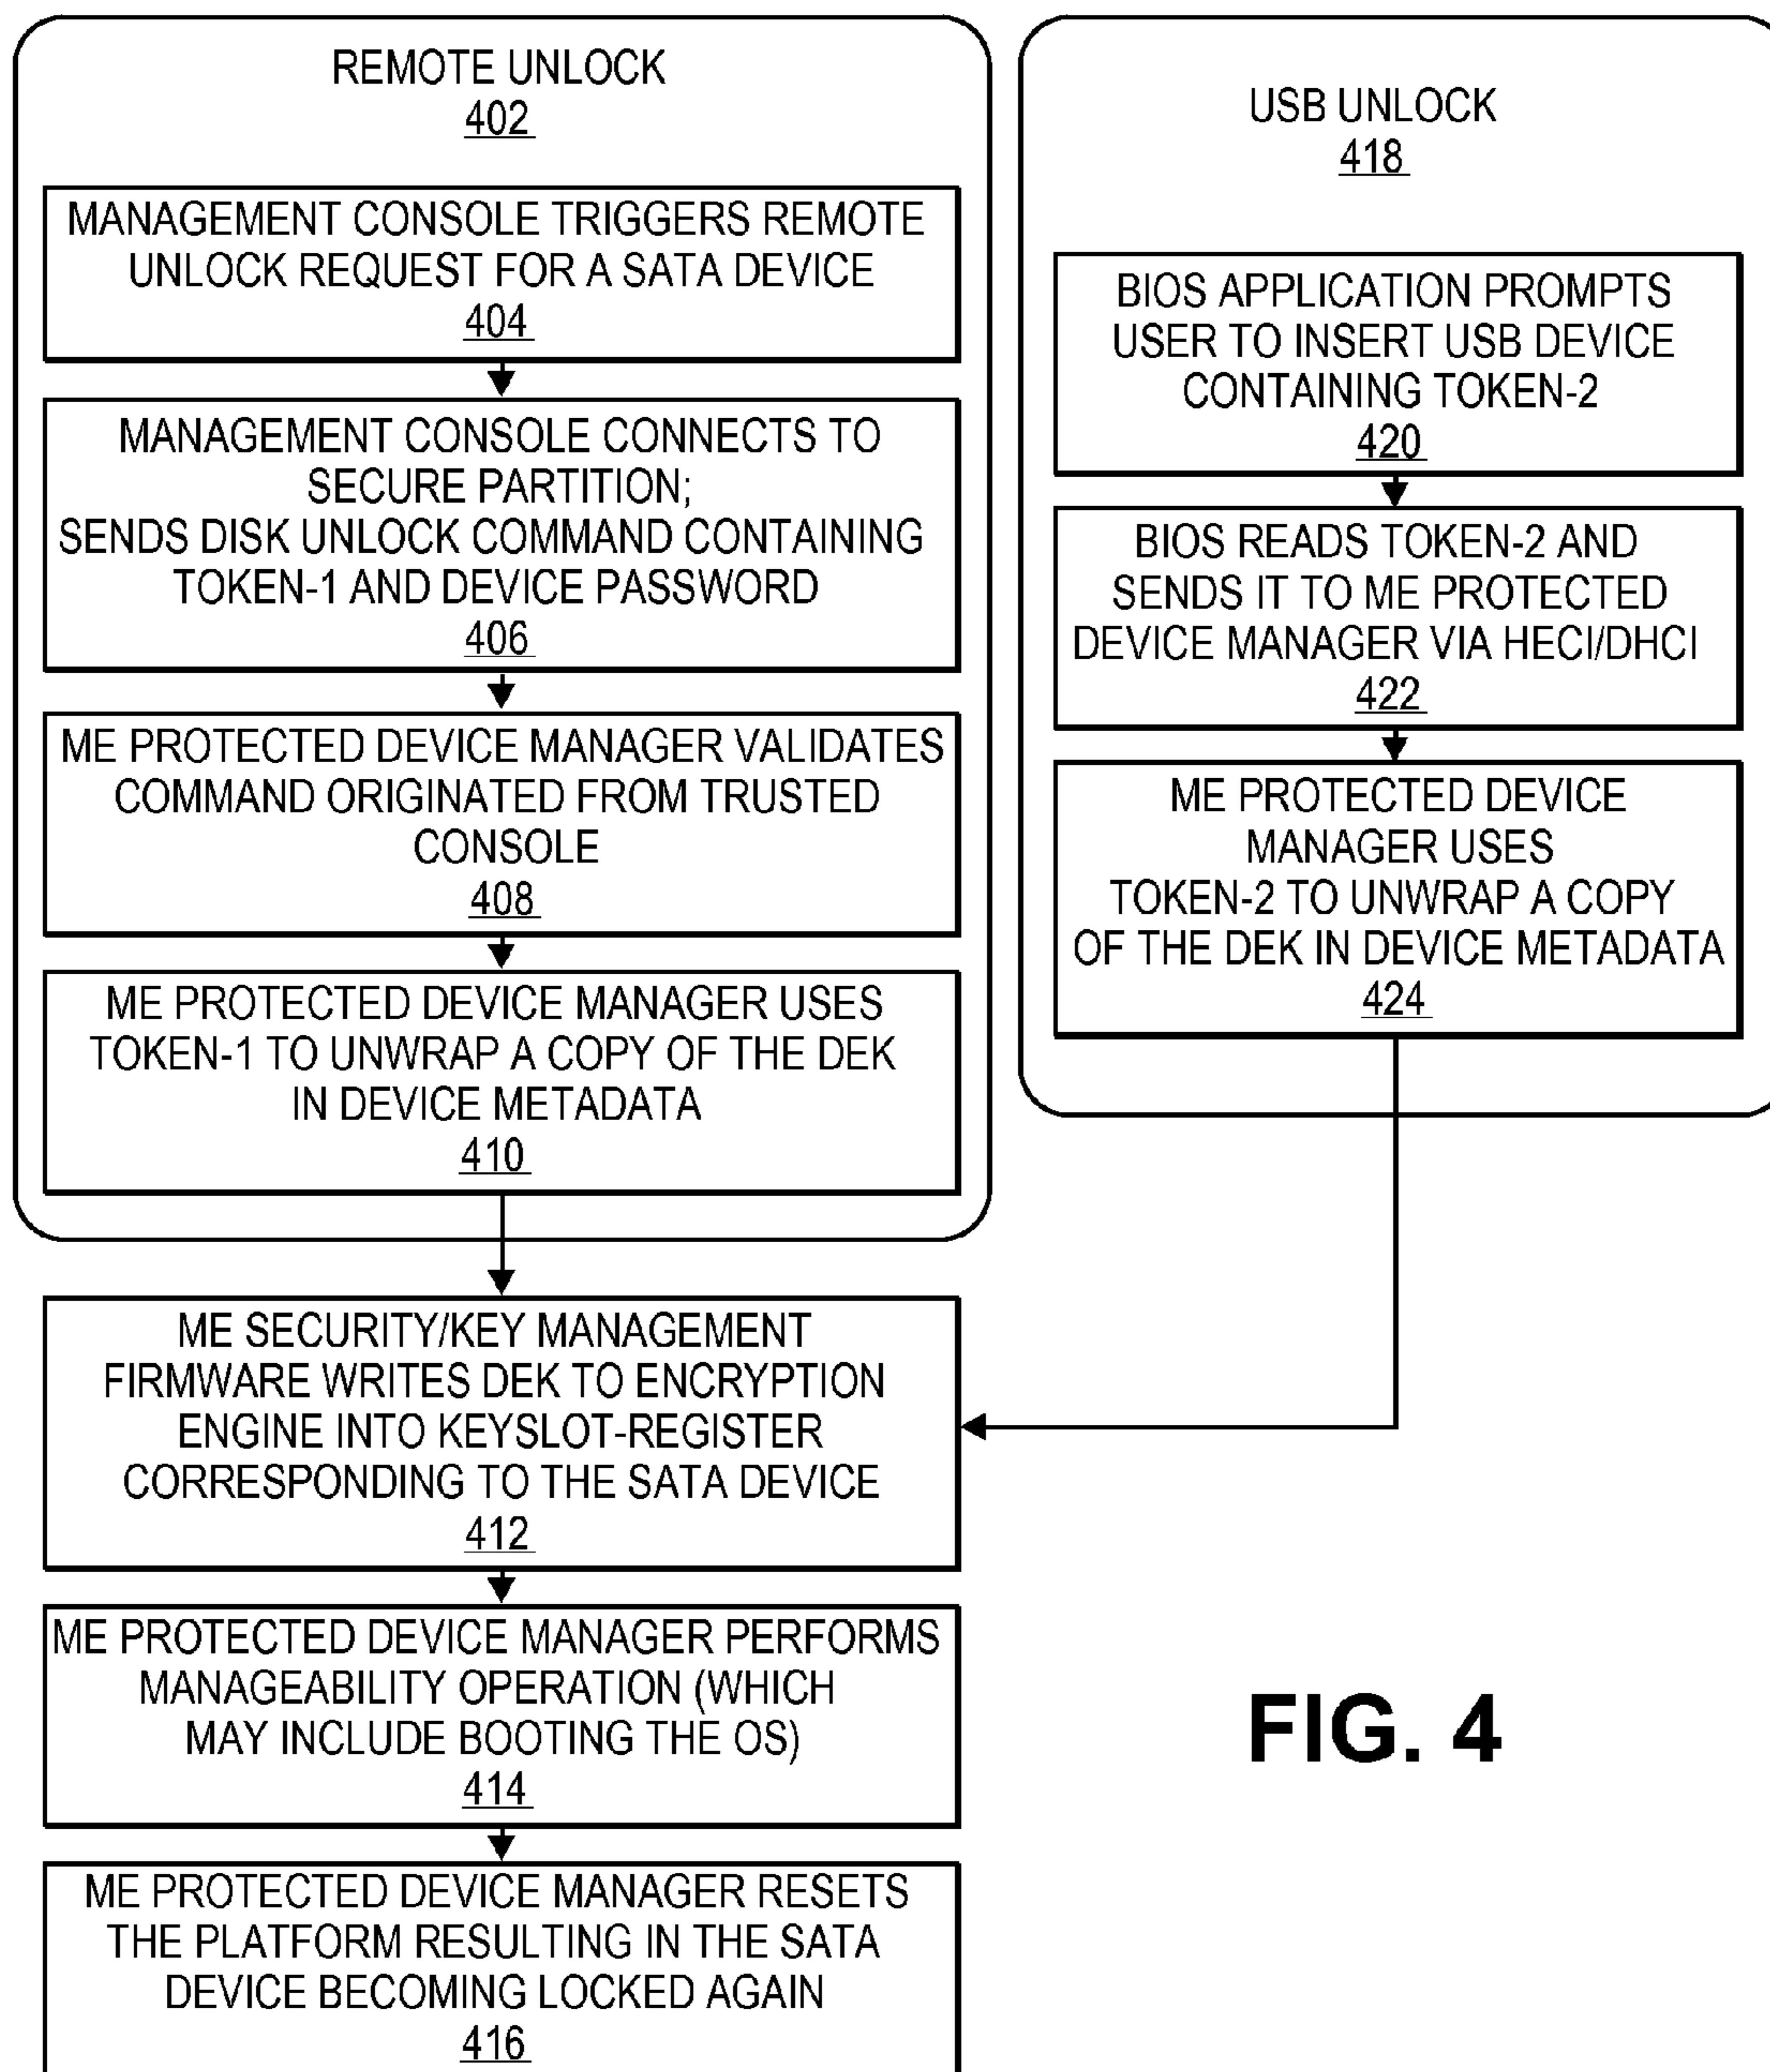 REMOTE UNLOCK
402
MANAGEMENT CONSOLE TRIGGERS REMOTE
UNLOCK REQUEST FOR A SATA DEVICE
404
MANAGEMENT CONSOLE CONNECTS TO
SECURE PARTITION;
SENDS DISK UNLOCK COMMAND CONTAINING
TOKEN-1 AND DEVICE PASSWORD
406
ME PROTECTED DEVICE MANAGER VALIDATES
COMMAND ORIGINATED FROM TRUSTED
CONSOLE
408
ME PROTECTED DEVICE MANAGER USES
TOKEN-1 TO UNWRAP A COPY OF THE DEK
IN DEVICE METADATA
410
USB UNLOCK
418
BIOS APPLICATION PROMPTS
USER TO INSERT USB DEVICE
CONTAINING TOKEN-2
420
BIOS READS TOKEN-2 AND
SENDS IT TO ME PROTECTED
DEVICE MANAGER VIA HECI/DHCI
422
ME PROTECTED DEVICE
MANAGER USES
TOKEN-2 TO UNWRAP A COPY
OF THE DEK IN DEVICE METADATA
424
ME SECURITY/KEY MANAGEMENT
FIRMWARE WRITES DEK TO ENCRYPTION
ENGINE INTO KEYSLOT-REGISTER
CORRESPONDING TO THE SATA DEVICE
412
ME PROTECTED DEVICE MANAGER PERFORMS
MANAGEABILITY OPERATION (WHICH
MAY INCLUDE BOOTING THE OS)
414
ME PROTECTED DEVICE MANAGER RESETS
THE PLATFORM RESULTING IN THE SATA
DEVICE BECOMING LOCKED AGAIN
416
FIG. 4